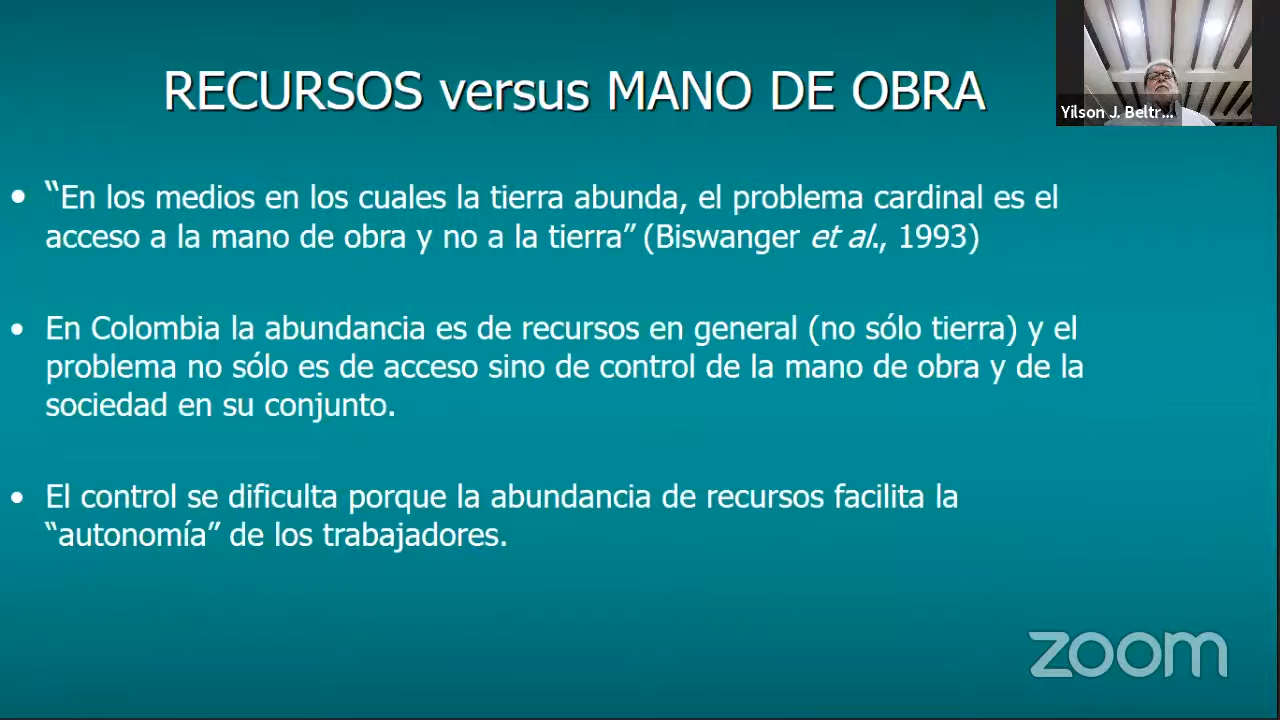 RECURSOS versus MANO DE OBRA
Yilson J. Beltr...
• “En los medios en los cuales la tierra abunda, el problema cardinal es el
acceso a la mano de obra y no a la tierra” (Biswanger et al., 1993)
• En Colombia la abundancia es de recursos en general (no sólo tierra) y el
problema no sólo es de acceso sino de control de la mano de obra y de la
sociedad en su conjunto.
• El control se dificulta porque la abundancia de recursos facilita la
“autonomía” de los trabajadores.
zoom